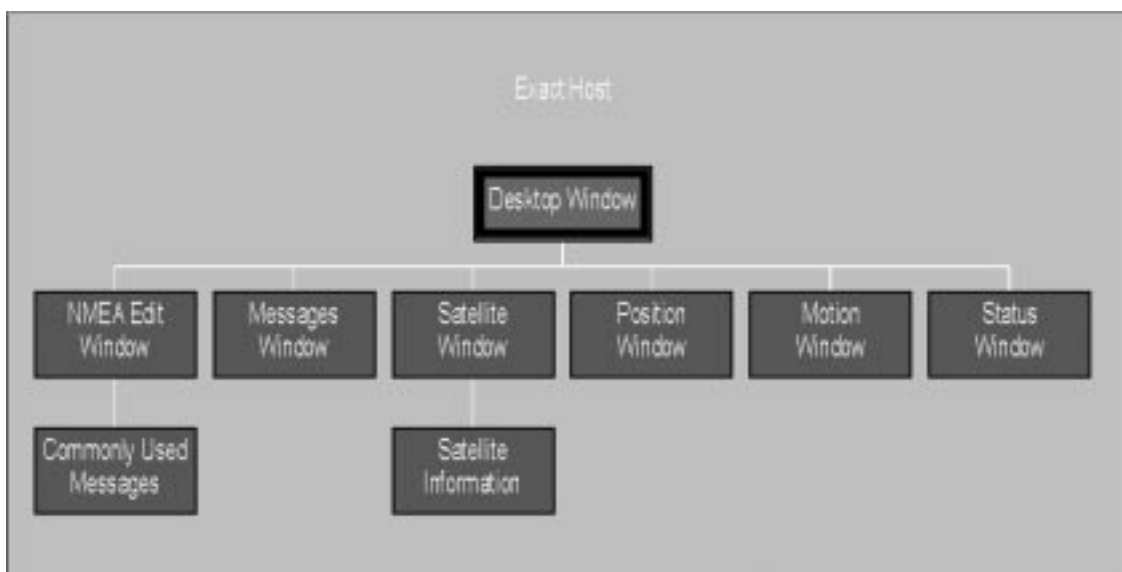 Exact Host
Desktop Window
NMEA Edit
Window
Messages
Window
Satellite
Window
Position
Window
Motion
Window
Status
Window
Commonly Used
Messages
Satellite
Information